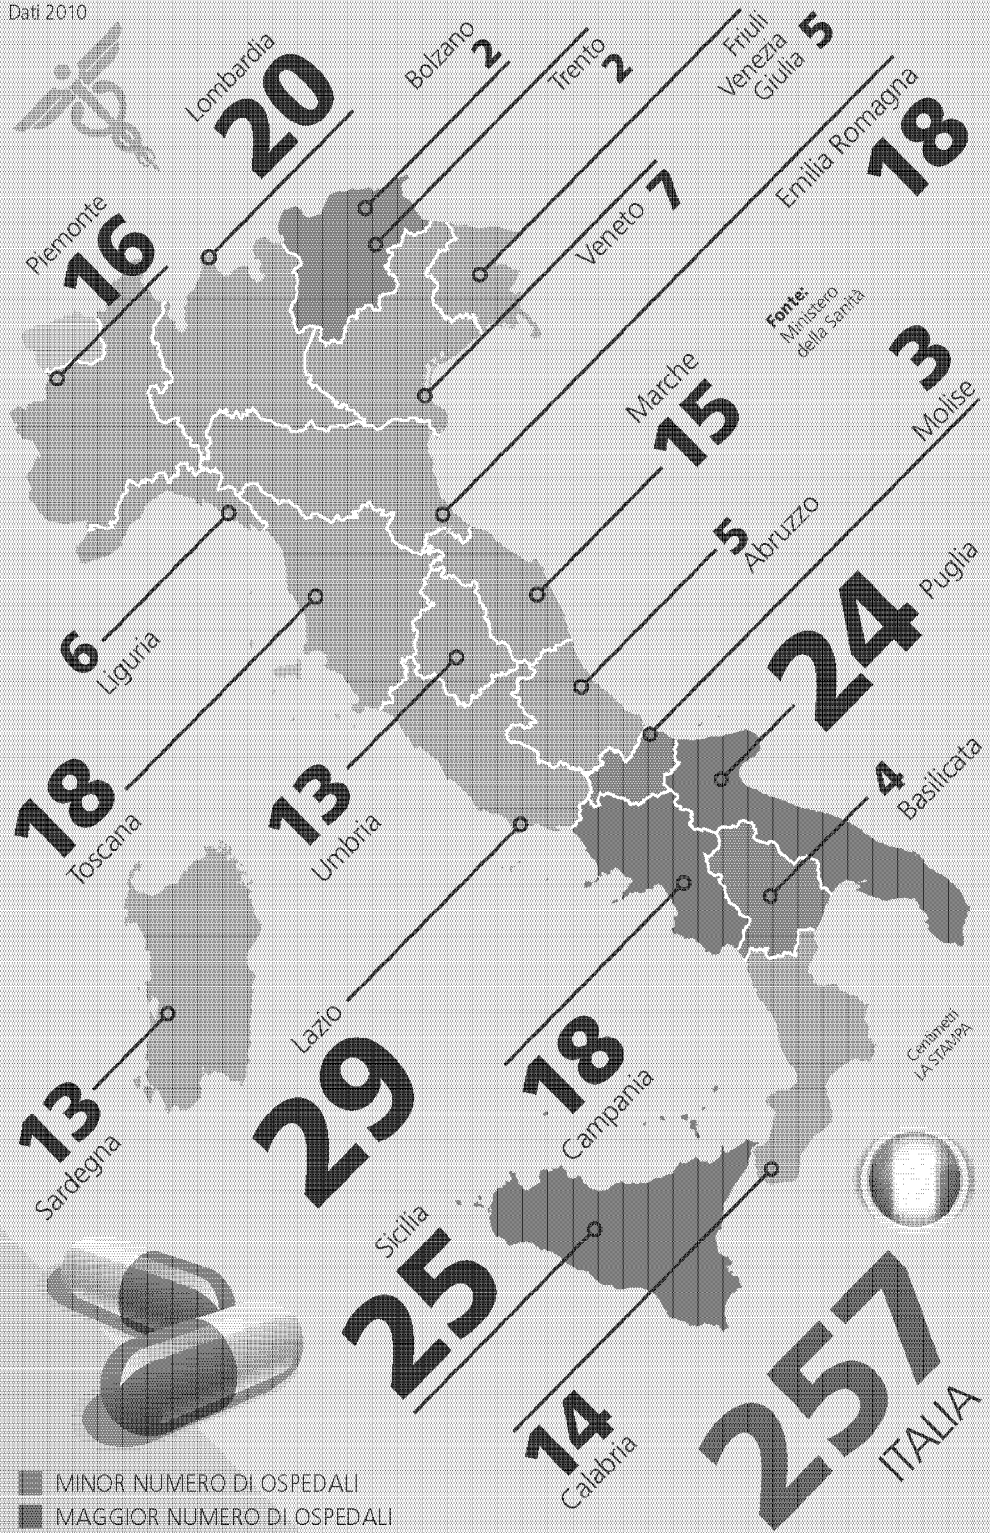 Dati 2010
Lombardia
20
Bolzano
2
Trento
2
Friuli
Venezia
Giulia
5
Emilia Romagna
18
Piemonte
16
Veneto
7
Fonte:
Ministero
della Sanità
3
Molise
Marche
15
5
Abruzzo
24
Puglia
6
Liguria
18
Toscana
13
Umbria
4
Basilicata
Lazio
29
18
Campania
Centimetri
LA STAMPA
13
Sardegna
Sicilia
25
14
Calabria
257
ITALIA
MINOR NUMERO DI OSPEDALI
MAGGIOR NUMERO DI OSPEDALI